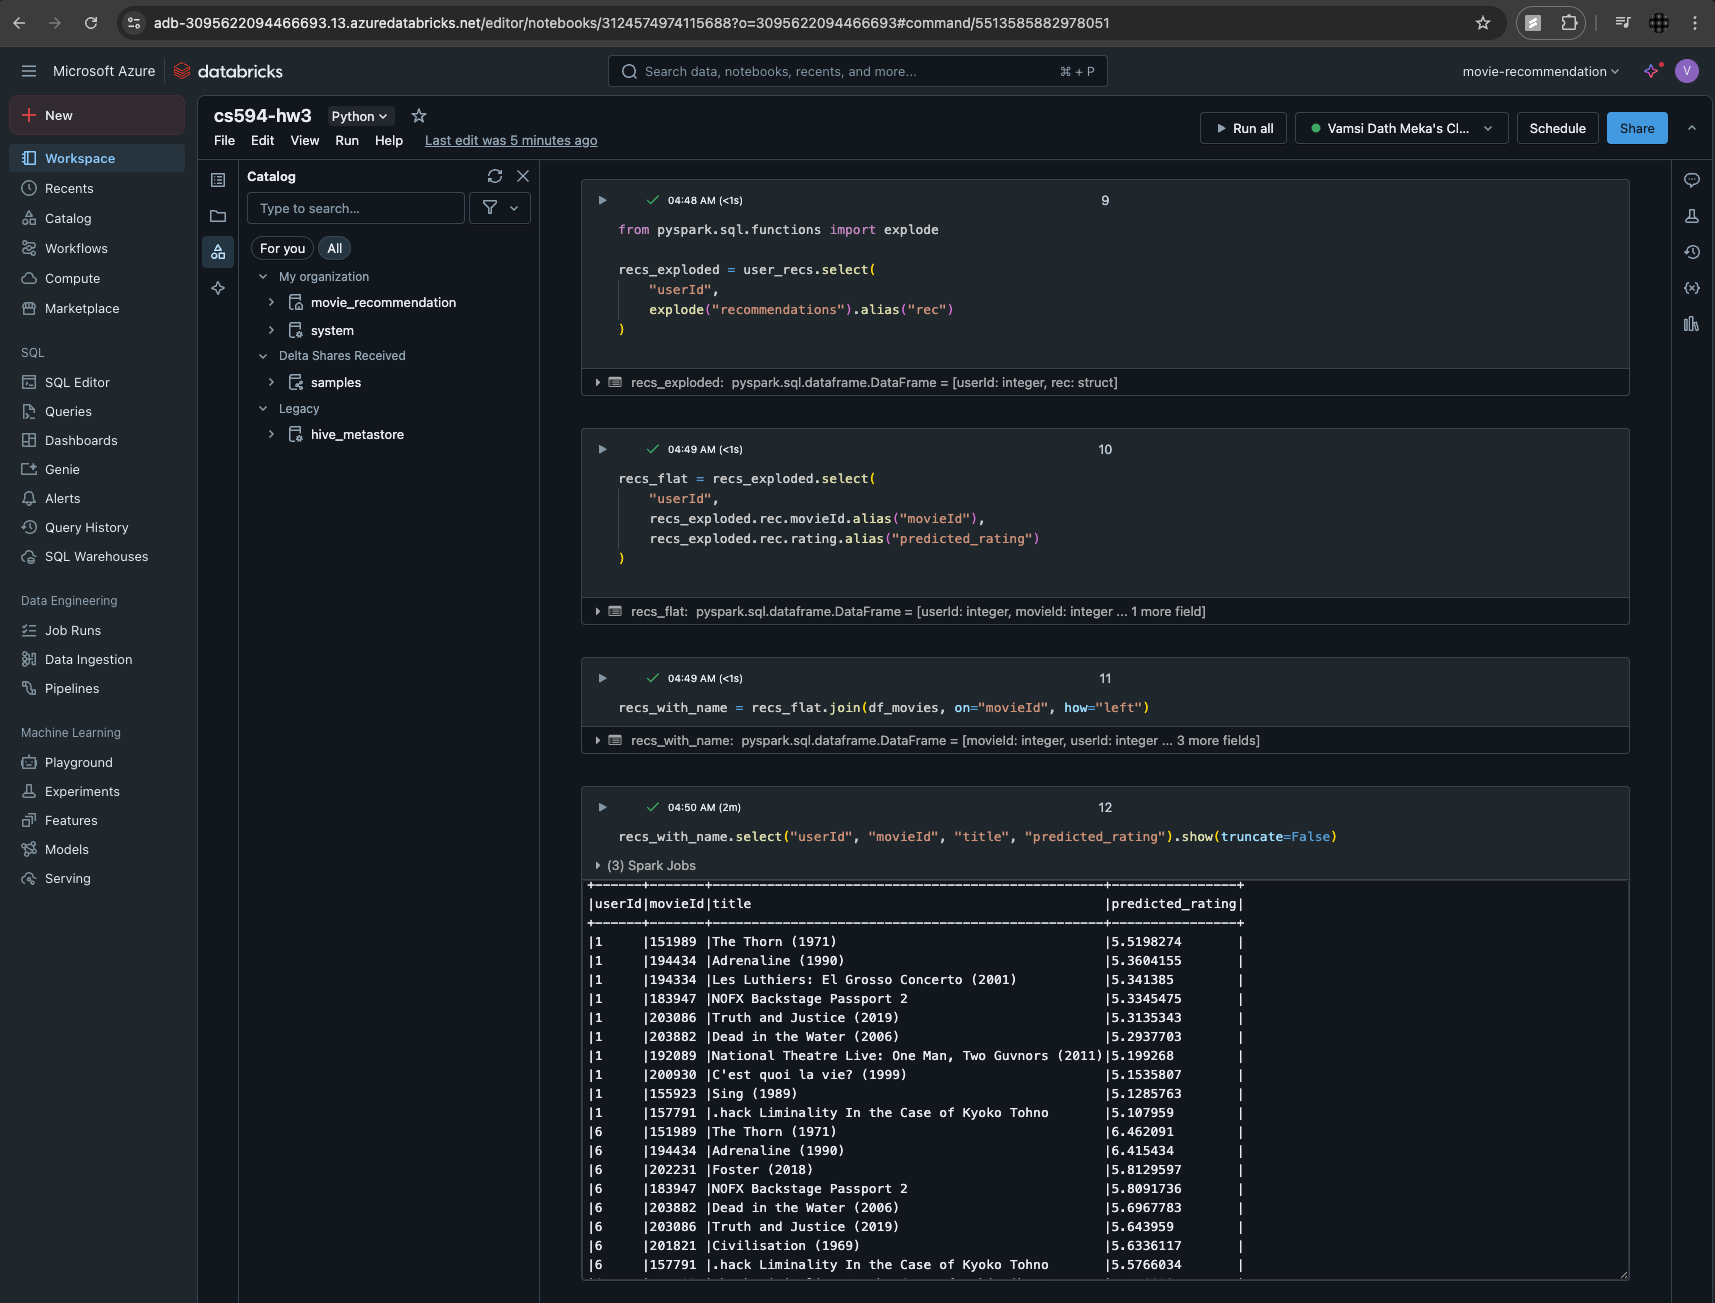 adb-3095622094466693.13.azuredatabricks.net/editor/notebooks/3124574974115688?o=3095622094466693#command/5513585882978051
Microsoft Azure databricks
Search data, notebooks, recents, and more...
⌘ + P
movie-recommendation
V
New
Workspace
Recents
Catalog
Workflows
Compute
Marketplace
SQL
SQL Editor
Queries
Dashboards
Genie
Alerts
Query History
SQL Warehouses
Data Engineering
Job Runs
Data Ingestion
Pipelines
Machine Learning
Playground
Experiments
Features
Models
Serving
cs594-hw3 Python
File Edit View Run Help Last edit was 5 minutes ago
Run all
Vamsi Dath Meka's Cl...
Schedule
Share
Catalog
Type to search...
For you All
My organization
movie_recommendation
system
Delta Shares Received
samples
Legacy
hive_metastore
04:48 AM (<1s) 9
from pyspark.sql.functions import explode
recs_exploded = user_recs.select(
"userId",
explode("recommendations").alias("rec")
)
recs_exploded: pyspark.sql.dataframe.DataFrame = [userId: integer, rec: struct]
04:49 AM (<1s) 10
recs_flat = recs_exploded.select(
"userId",
recs_exploded.rec.movieId.alias("movieId"),
recs_exploded.rec.rating.alias("predicted_rating")
)
recs_flat: pyspark.sql.dataframe.DataFrame = [userId: integer, movieId: integer ... 1 more field]
04:49 AM (<1s) 11
recs_with_name = recs_flat.join(df_movies, on="movieId", how="left")
recs_with_name: pyspark.sql.dataframe.DataFrame = [movieId: integer, userId: integer ... 3 more fields]
04:50 AM (2m) 12
recs_with_name.select("userId", "movieId", "title", "predicted_rating").show(truncate=False)
(3) Spark Jobs
+------+-------+--------------------------------------------------+----------------+
|userId|movieId|title |predicted_rating|
+------+-------+--------------------------------------------------+----------------+
|1 |151989 |The Thorn (1971) |5.5198274 |
|1 |194434 |Adrenaline (1990) |5.3604155 |
|1 |194334 |Les Luthiers: El Grosso Concerto (2001) |5.341385 |
|1 |183947 |NOFX Backstage Passport 2 |5.3345475 |
|1 |203086 |Truth and Justice (2019) |5.3135343 |
|1 |203882 |Dead in the Water (2006) |5.2937703 |
|1 |192089 |National Theatre Live: One Man, Two Guvnors (2011)|5.199268 |
|1 |200930 |C'est quoi la vie? (1999) |5.1535807 |
|1 |155923 |Sing (1989) |5.1285763 |
|1 |157791 |.hack Liminality In the Case of Kyoko Tohno |5.107959 |
|6 |151989 |The Thorn (1971) |6.462091 |
|6 |194434 |Adrenaline (1990) |6.415434 |
|6 |202231 |Foster (2018) |5.8129597 |
|6 |183947 |NOFX Backstage Passport 2 |5.8091736 |
|6 |203882 |Dead in the Water (2006) |5.6967783 |
|6 |203086 |Truth and Justice (2019) |5.643959 |
|6 |201821 |Civilisation (1969) |5.6336117 |
|6 |157791 |.hack Liminality In the Case of Kyoko Tohno |5.5766034 |